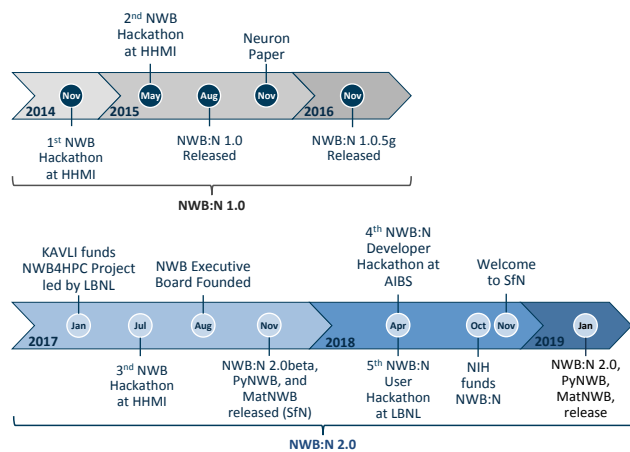 2nd NWB
Hackathon
at HHMI
Neuron
Paper
Nov
May
Aug
Nov
Nov
2014
2015
2016
1st NWB
Hackathon
at HHMI
NWB:N 1.0
Released
NWB:N 1.0.5g
Released
NWB:N 1.0
KAVLI funds
NWB4HPC Project
led by LBNL
NWB Executive
Board Founded
4th NWB:N
Developer
Hackathon at
AIBS
Welcome
to SfN
Jan
Jul
Aug
Nov
Apr
Oct
Nov
Jan
2017
2018
2019
3nd NWB
Hackathon
at HHMI
NWB:N 2.0beta,
PyNWB, and
MatNWB
released (SfN)
5th NWB:N
User
Hackathon
at LBNL
NIH
funds
NWB:N
NWB:N 2.0,
PyNWB,
MatNWB,
release
NWB:N 2.0